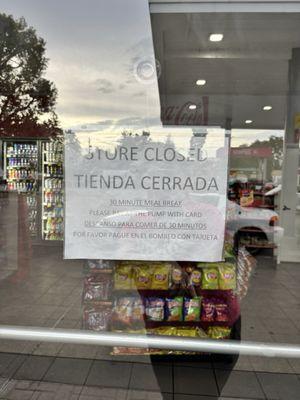 STORE CLOSED
TIENDA CERRADA
30 MINUTE MEAL BREAK
PLEASE PAY AT THE PUMP WITH CARD
DESCANSO PARA COMER DE 30 MINUTOS
POR FAVOR PAGUE EN EL BOMBEO CON TARJETA